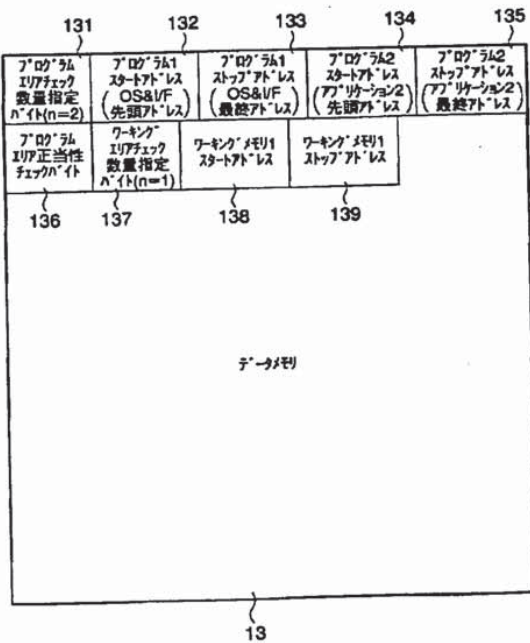 131
132
133
134
135
プログラム
エリアチェック
数量指定
バイト(n=2)
プログラム1
スタートアドレス
(OS&I/F
先頭アドレス)
プログラム1
ストップアドレス
(OS&I/F
最終アドレス)
プログラム2
スタートアドレス
(アプリケーション2)
先頭アドレス
プログラム2
ストップアドレス
(アプリケーション2)
最終アドレス
プログラム
エリア正当性
チェックバイト
ワーキング
エリアチェック
数量指定
バイト(n=1)
ワーキングメモリ1
スタートアドレス
ワーキングメモリ1
ストップアドレス
136
137
138
139
データメモリ
13